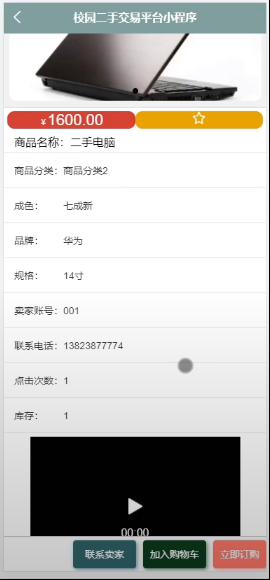 校园二手交易平台小程序
￥1600.00
商品名称：二手电脑
商品分类：商品分类2
成色：七成新
品牌：华为
规格：14寸
卖家账号：001
联系电话：13823877774
点击次数：1
库存：1
00:00
联系卖家 加入购物车 立即订购